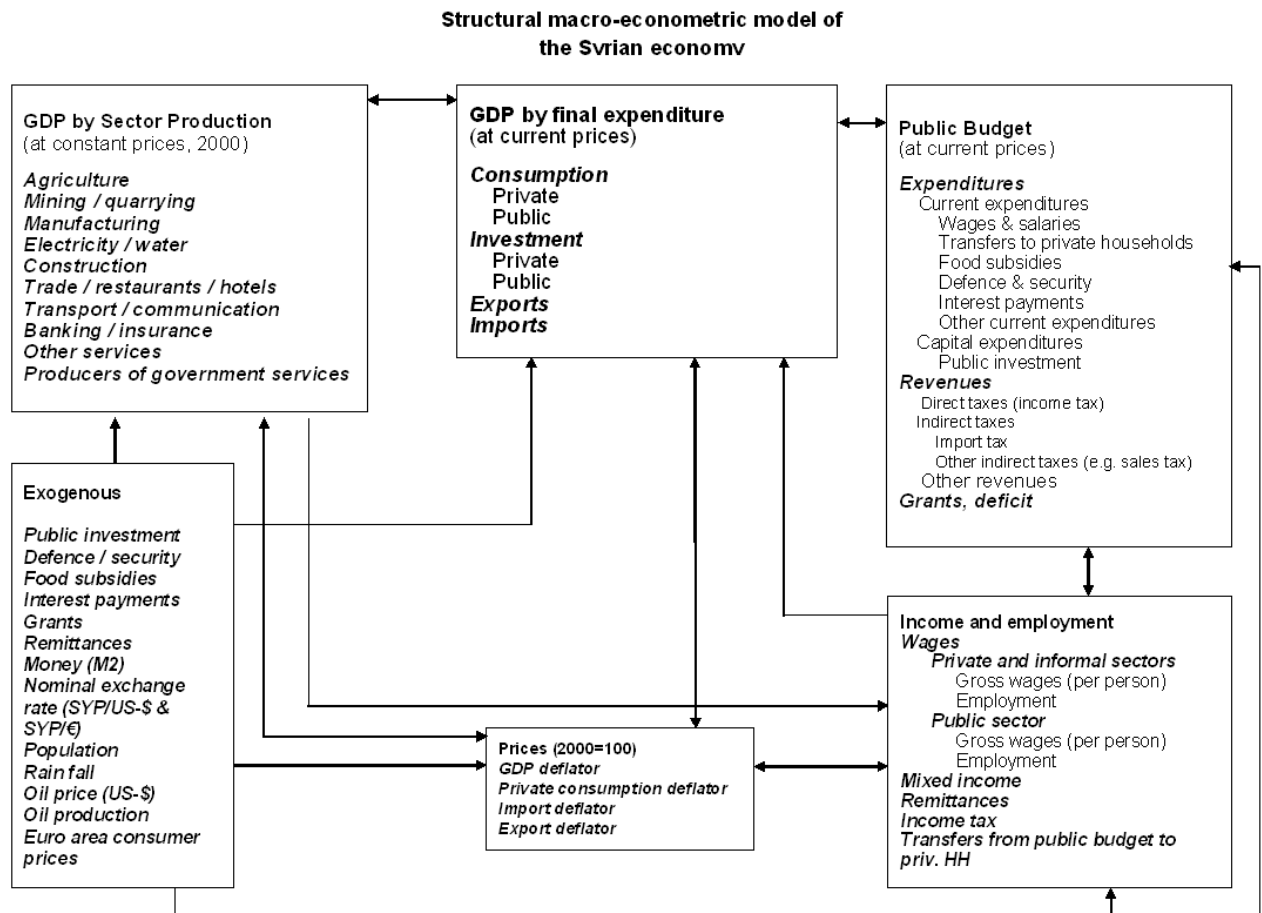 Structural macro-econometric model of
the Syrian economy
GDP by Sector Production
(at constant prices, 2000)
Agriculture
Mining / quarrying
Manufacturing
Electricity / water
Construction
Trade / restaurants / hotels
Transport / communication
Banking / insurance
Other services
Producers of government services
GDP by final expenditure
(at current prices)
Consumption
Private
Public
Investment
Private
Public
Exports
Imports
Public Budget
(at current prices)
Expenditures
Current expenditures
Wages & salaries
Transfers to private households
Food subsidies
Defence & security
Interest payments
Other current expenditures
Capital expenditures
Public investment
Revenues
Direct taxes (income tax)
Indirect taxes
Import tax
Other indirect taxes (e.g. sales tax)
Other revenues
Grants, deficit
Exogenous
Public investment
Defence / security
Food subsidies
Interest payments
Grants
Remittances
Money (M2)
Nominal exchange
rate (SYP/US-$ &
SYP/€)
Population
Rain fall
Oil price (US-$)
Oil production
Euro area consumer
prices
Prices (2000=100)
GDP deflator
Private consumption deflator
Import deflator
Export deflator
Income and employment
Wages
Private and informal sectors
Gross wages (per person)
Employment
Public sector
Gross wages (per person)
Employment
Mixed income
Remittances
Income tax
Transfers from public budget to
priv. HH